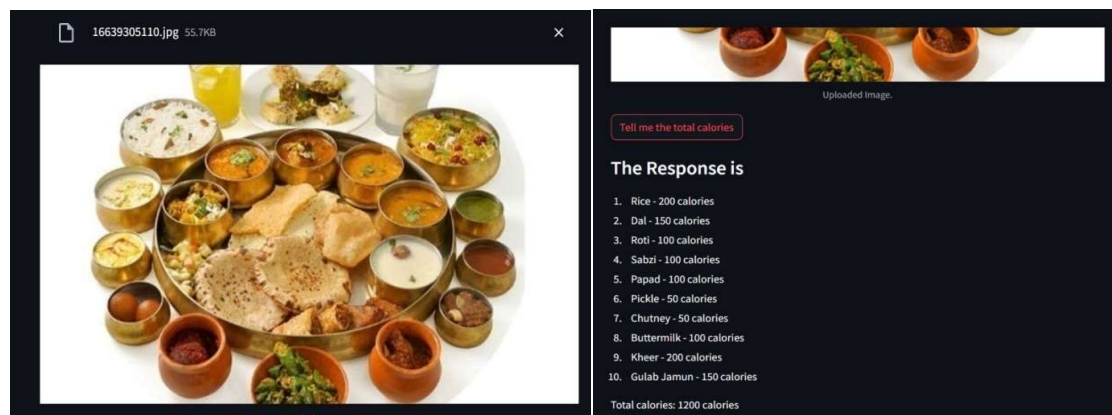 16639305110.jpg 55.7KB
Uploaded Image.
Tell me the total calories
The Response is
1. Rice - 200 calories
2. Dal - 150 calories
3. Roti - 100 calories
4. Sabzi - 100 calories
5. Papad - 100 calories
6. Pickle - 50 calories
7. Chutney - 50 calories
8. Buttermilk - 100 calories
9. Kheer - 200 calories
10. Gulab Jamun - 150 calories
Total calories: 1200 calories